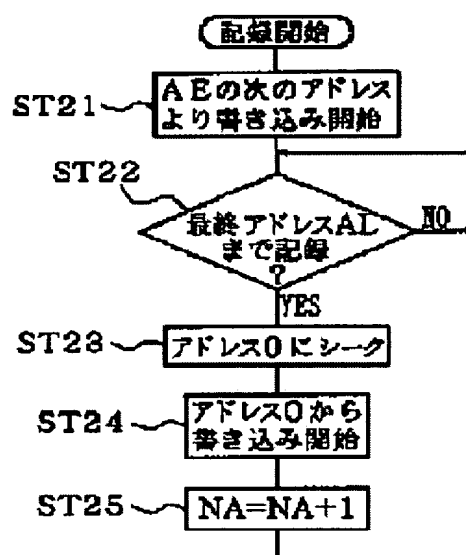 記録開始
ST21
AEの次のアドレス
より書き込み開始
ST22
最終アドレスAL
まで記録
?
NO
YES
ST23
アドレス0にシーク
ST24
アドレス0から
書き込み開始
ST25
NA=NA+1